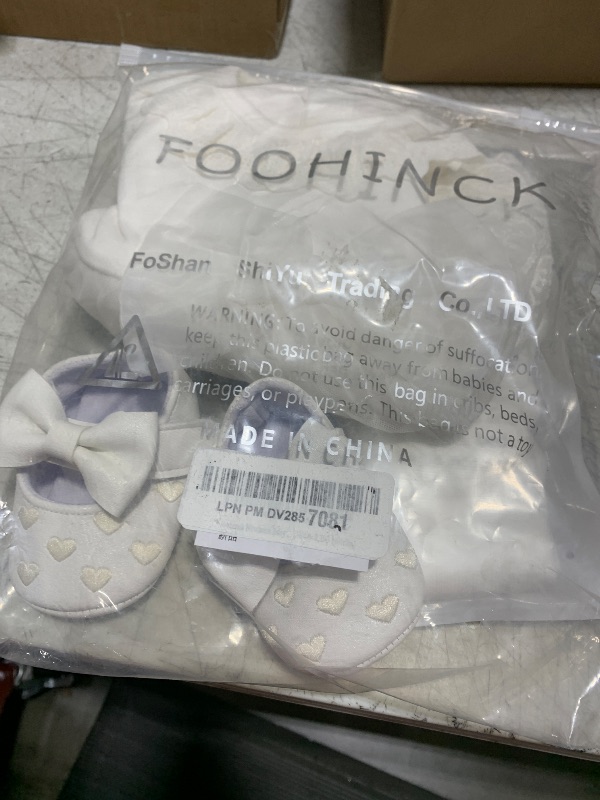 FOOHINCK
FoShan ShiYu Trading Co., LTD
WARNING: To avoid danger of suffocation,
keep this plastic bag away from babies and
children. Do not use this bag in cribs, beds,
carriages, or playpens. This bag is not a toy
MADE IN CHINA
LPN PM DV285 7081